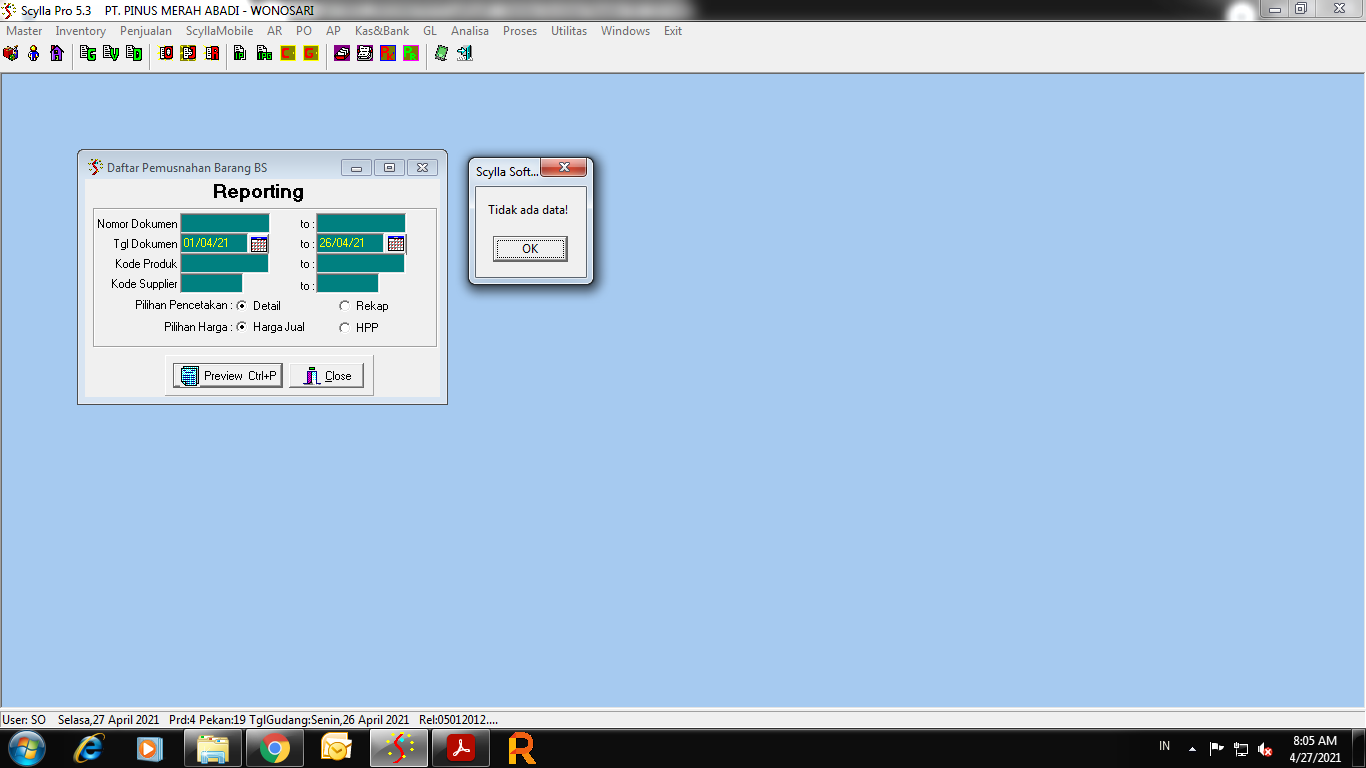 Scylla Pro 5.3 PT. PINUS MERAH ABADI - WONOSARI
Master Inventory Penjualan ScyllaMobile AR PO AP Kas&Bank GL Analisa Proses Utilitas Windows Exit
Daftar Pemusnahan Barang BS
Reporting
Nomor Dokumen to :
Tgl Dokumen 01/04/21 to : 26/04/21
Kode Produk to :
Kode Supplier to :
Pilihan Pencetakan : Detail Rekap
Pilihan Harga : Harga Jual HPP
Preview Ctrl+P Close
Scylla Soft...
Tidak ada data!
OK
User: SO Selasa,27 April 2021 Prd:4 Pekan:19 TglGudang:Senin,26 April 2021 Rel:05012012....
IN
8:05 AM
4/27/2021